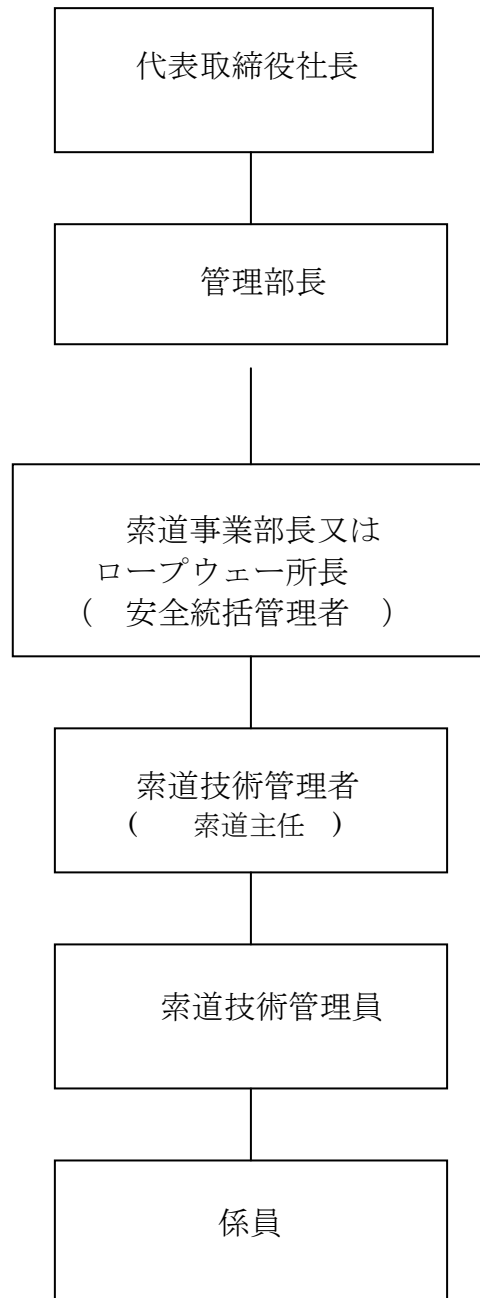 代表取締役社長
管理部長
索道事業部長又は
ロープウェー所長
（　安全統括管理者　）
索道技術管理者
（　　索道主任　）
索道技術管理員
係員